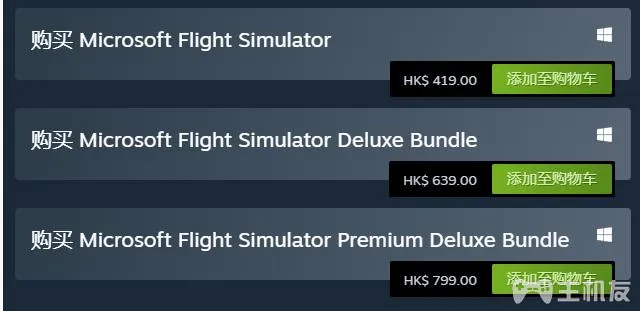 购买 Microsoft Flight Simulator
HK$ 419.00 添加至购物车
购买 Microsoft Flight Simulator Deluxe Bundle
HK$ 639.00 添加至购物车
购买 Microsoft Flight Simulator Premium Deluxe Bundle
HK$ 799.00 添加至购物车
主机友